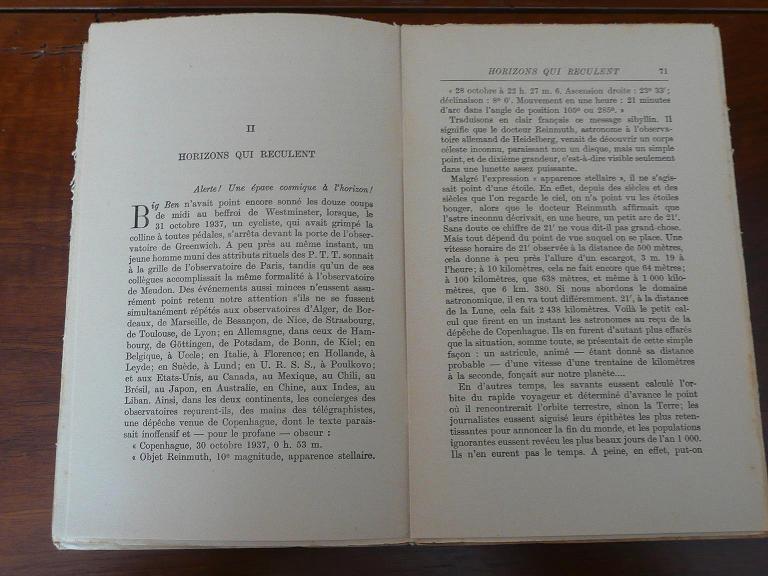 II
HORIZONS QUI RECULENT
Alerte! Une épave cosmique à l'horizon!
Big Ben n'avait point encore sonné les douze coups
de midi au beffroi de Westminster, lorsque, le
31 octobre 1937, un cycliste, qui avait grimpé la
colline à toutes pédales, s'arrêta devant la porte de l'obser-
vatoire de Greenwich. A peu près au même instant, un
jeune homme muni des attributs rituels des P. T. T. sonnait
à la grille de l'observatoire de Paris, tandis qu'un de ses
collègues accomplissait la même formalité à l'observatoire
de Meudon. Des événements aussi minces n'eussent assu-
rément point retenu notre attention s'ils ne se fussent
simultanément répétés aux observatoires d'Alger, de Bor-
deaux, de Marseille, de Besançon, de Nice, de Strasbourg,
de Toulouse, de Lyon; en Allemagne, dans ceux de Ham-
bourg, de Göttingen, de Potsdam, de Bonn, de Kiel; en
Belgique, à Uccle; en Italie, à Florence; en Hollande, à
Leyde; en Suède, à Lund; en U. R. S. S., à Poulkovo;
et aux Etats-Unis, au Canada, au Mexique, au Chili, au
Brésil, au Japon, en Australie, en Chine, aux Indes, au
Liban. Ainsi, dans les deux continents, les concierges des
observatoires reçurent-ils, des mains des télégraphistes,
une dépêche venue de Copenhague, dont le texte parais-
sait inoffensif et — pour le profane — obscur :
« Copenhague, 30 octobre 1937, 0 h. 53 m.
« Objet Reinmuth, 10e magnitude, apparence stellaire.
HORIZONS QUI RECULENT 71
« 28 octobre à 22 h. 27 m. 6. Ascension droite : 23º 33';
déclinaison : 8º 0'. Mouvement en une heure : 21 minutes
d'arc dans l'angle de position 105º ou 285º. »
Traduisons en clair français ce message sibyllin. Il
signifie que le docteur Reinmuth, astronome à l'observa-
toire allemand de Heidelberg, venait de découvrir un corps
céleste inconnu, paraissant non un disque, mais un simple
point, et de dixième grandeur, c'est-à-dire visible seulement
dans une lunette assez puissante.
Malgré l'expression « apparence stellaire », il ne s'agis-
sait point d'une étoile. En effet, depuis des siècles et des
siècles que l'on regarde le ciel, on n'a point vu les étoiles
bouger, alors que le docteur Reinmuth affirmait que
l'astre inconnu décrivait, en une heure, un petit arc de 21'.
Sans doute ce chiffre de 21' ne vous dit-il pas grand-chose.
Mais tout dépend du point de vue auquel on se place. Une
vitesse horaire de 21' observée à la distance de 500 mètres,
cela donne à peu près l'allure d'un escargot, 3 m. 19 à
l'heure; à 10 kilomètres, cela ne fait encore que 64 mètres;
à 100 kilomètres, que 638 mètres, et même à 1 000 kilo-
mètres, que 6 km. 380. Si nous abordons le domaine
astronomique, il en va tout différemment. 21', à la distance
de la Lune, cela fait 2 438 kilomètres. Voilà le petit cal-
cul que firent en un instant les astronomes au reçu de la
dépêche de Copenhague. Ils en furent d'autant plus effarés
que la situation, somme toute, se présentait de cette simple
façon : un astricule, animé — étant donné sa distance
probable — d'une vitesse d'une trentaine de kilomètres
à la seconde, fonçait sur notre planète....
En d'autres temps, les savants eussent calculé l'or-
bite du rapide voyageur et déterminé d'avance le point
où il rencontrerait l'orbite terrestre, sinon la Terre; les
journalistes eussent aiguisé leurs épithètes les plus reten-
tissantes pour annoncer la fin du monde, et les populations
ignorantes eussent revécu les plus beaux jours de l'an 1 000.
Ils n'en eurent pas le temps. A peine, en effet, put-on